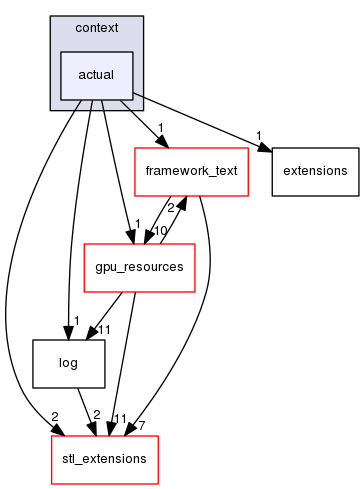 context
actual
1
1
framework_text
extensions
2
10
1
gpu_resources
1
11
log
2
2
11
7
stl_extensions